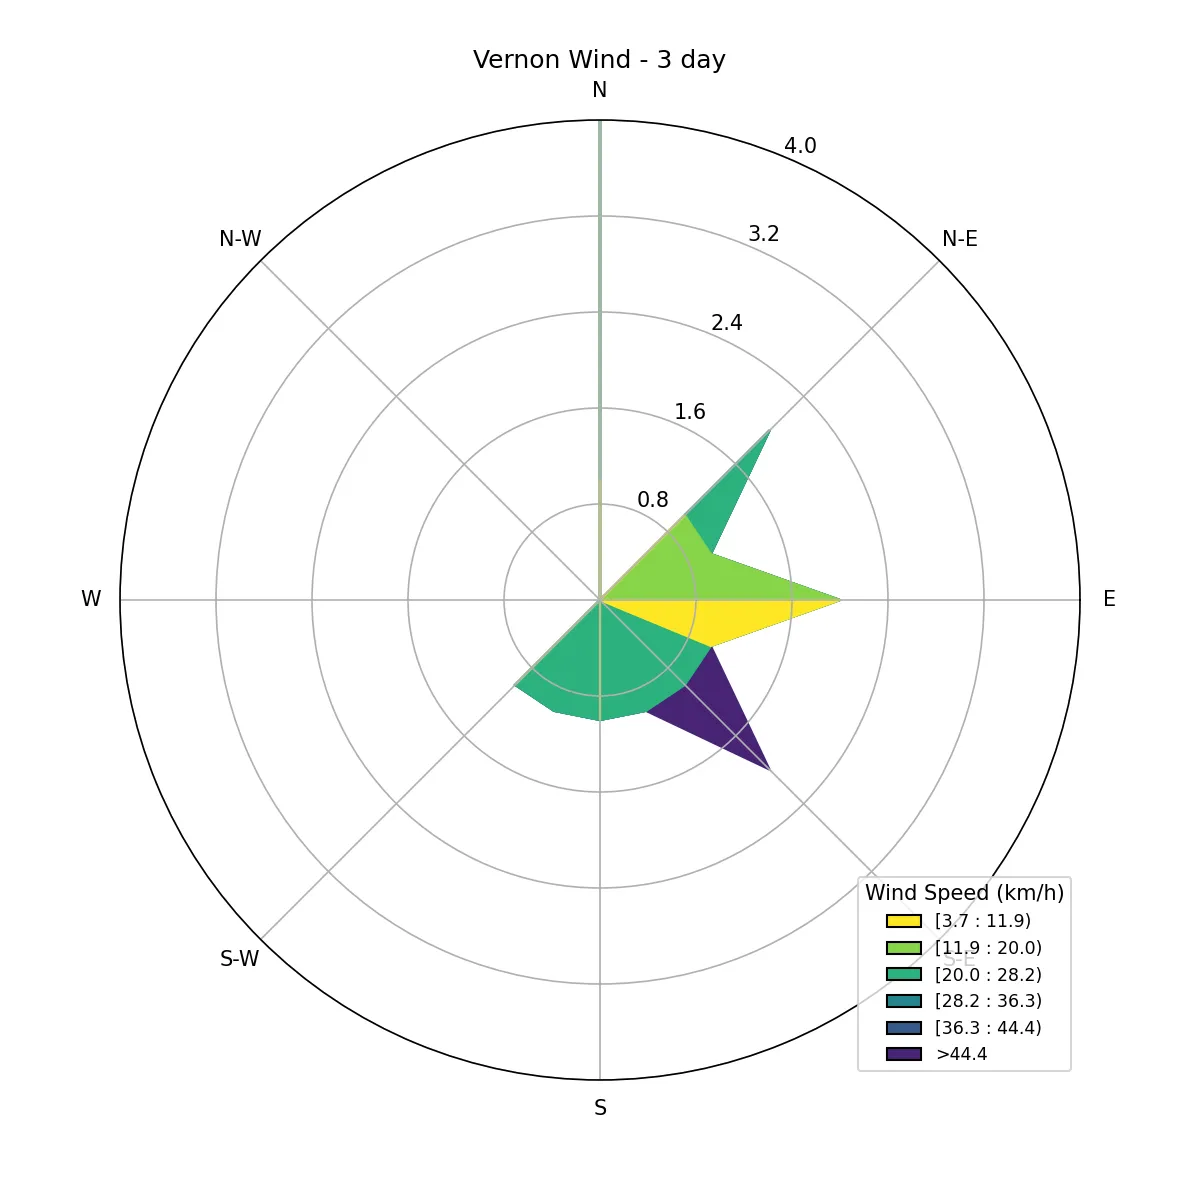 Vernon Wind - 3 day
N
4.0
N-W
3.2
N-E
2.4
1.6
0.8
W
E
Wind Speed (km/h)
[3.7 : 11.9)
[11.9 : 20.0)
S-W
S-E
[20.0 : 28.2)
[28.2 : 36.3)
[36.3 : 44.4)
>44.4
S